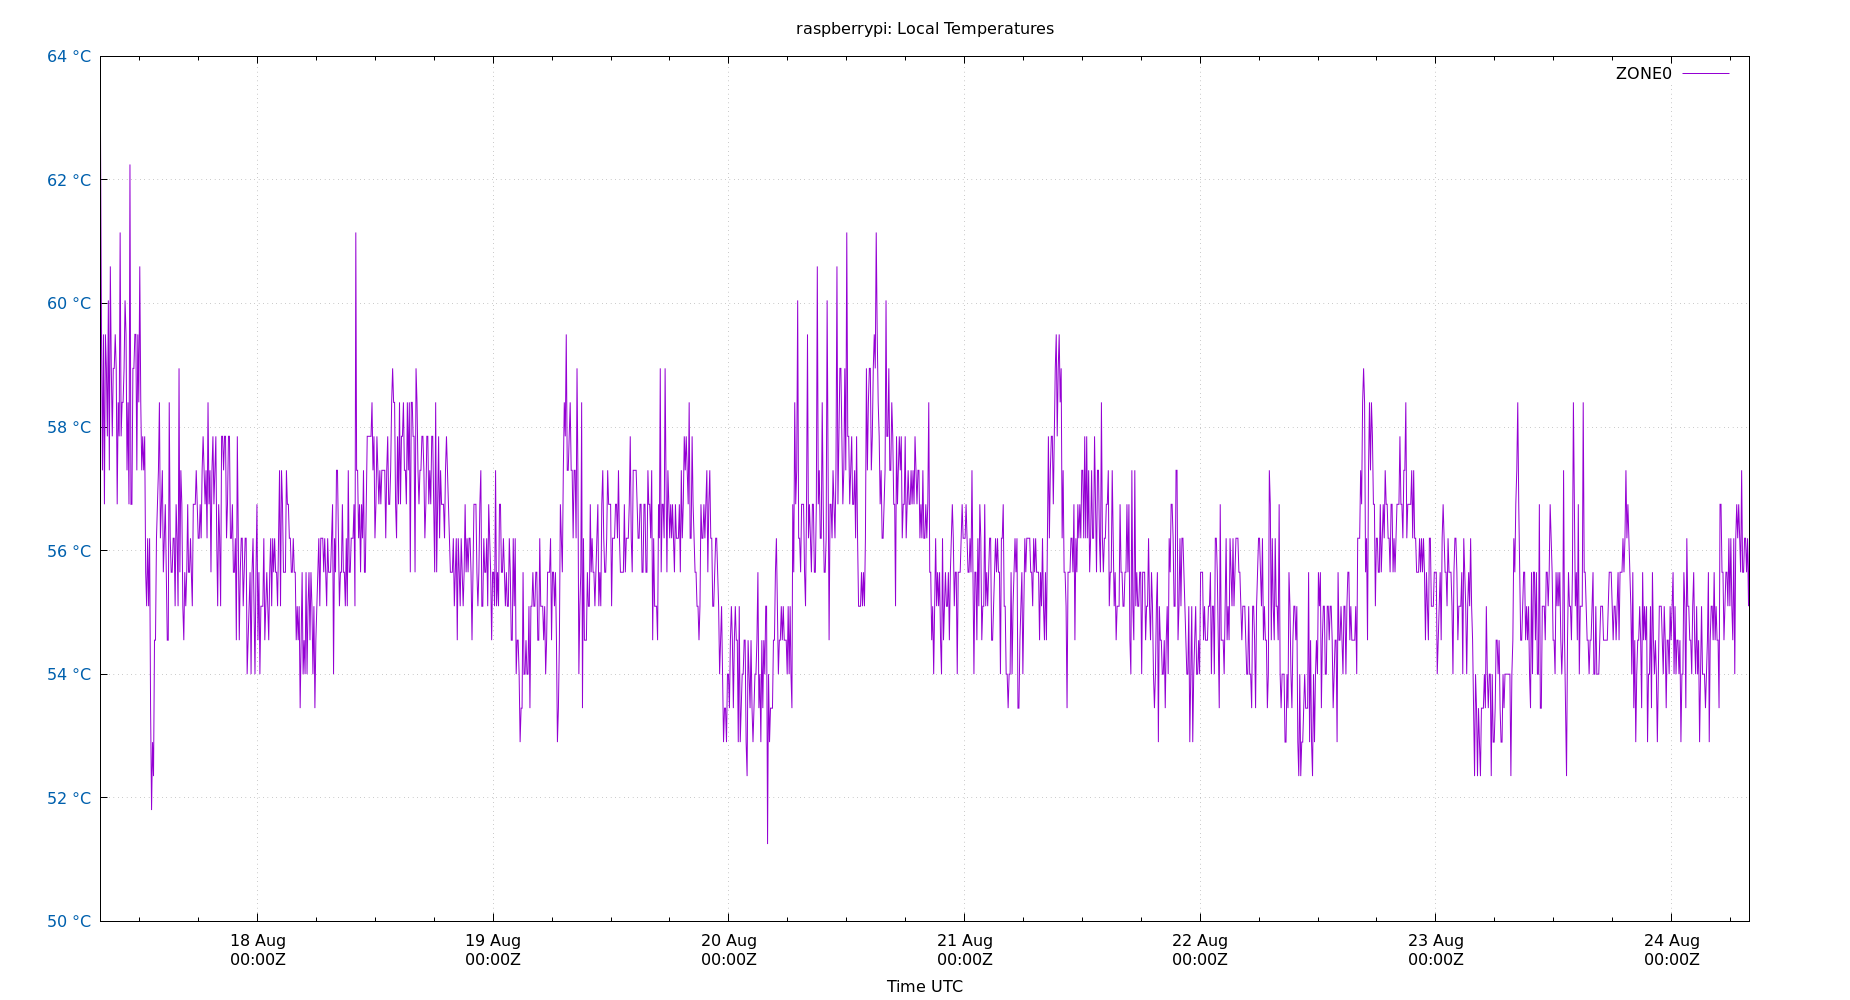 raspberrypi: Local Temperatures
64 °C
ZONE0
62 °C
60 °C
58 °C
56 °C
54 °C
52 °C
50 °C
18 Aug 19 Aug 20 Aug 21 Aug 22 Aug 23 Aug 24 Aug
00:00Z 00:00Z 00:00Z 00:00Z 00:00Z 00:00Z 00:00Z
Time UTC